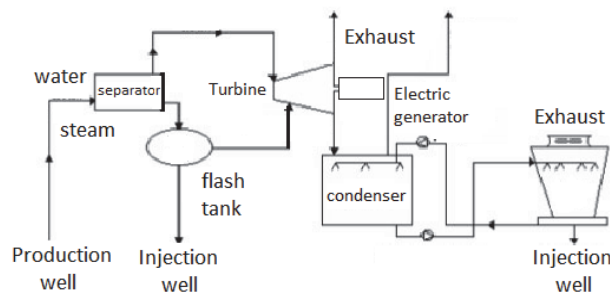 Exhaust
water
separator
Turbine
steam
Electric
generator
Exhaust
flash
tank
condenser
Production
well
Injection
well
Injection
well